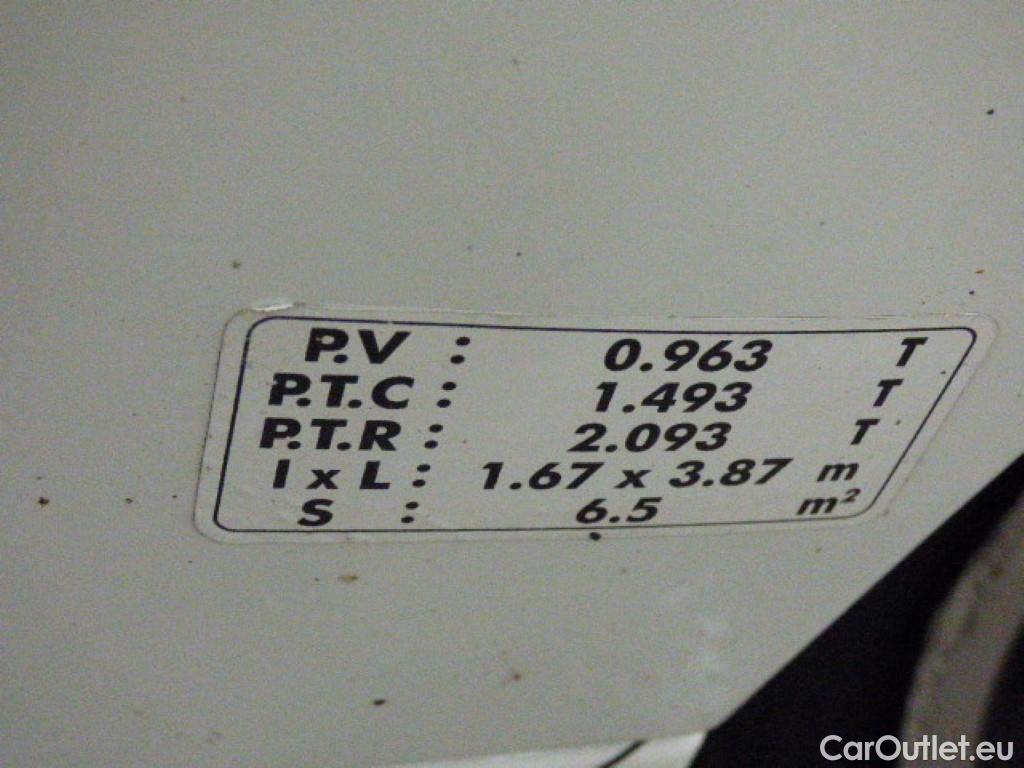 P.V : 0.963 T
P.T.C : 1.493 T
P.T.R : 2.093 T
l x L : 1.67 x 3.87 m
S : 6.5 m²
CarOutlet.eu